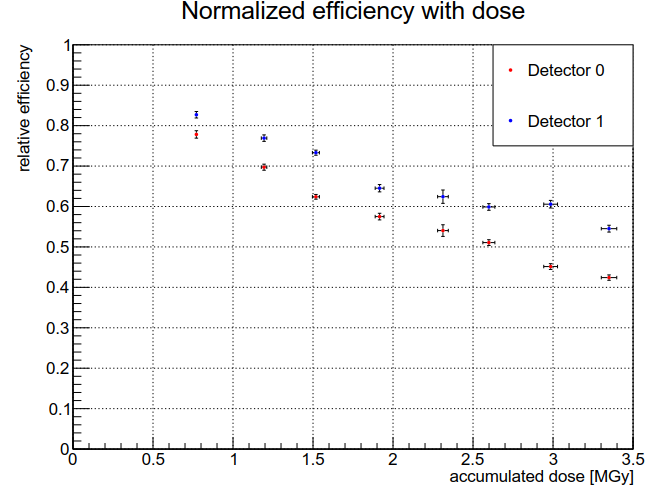 Normalized efficiency with dose
relative efficiency
1
0.9
0.8
0.7
0.6
0.5
0.4
0.3
0.2
0.1
0
Detector 0
Detector 1
0 0.5 1 1.5 2 2.5 3 3.5
accumulated dose [MGy]